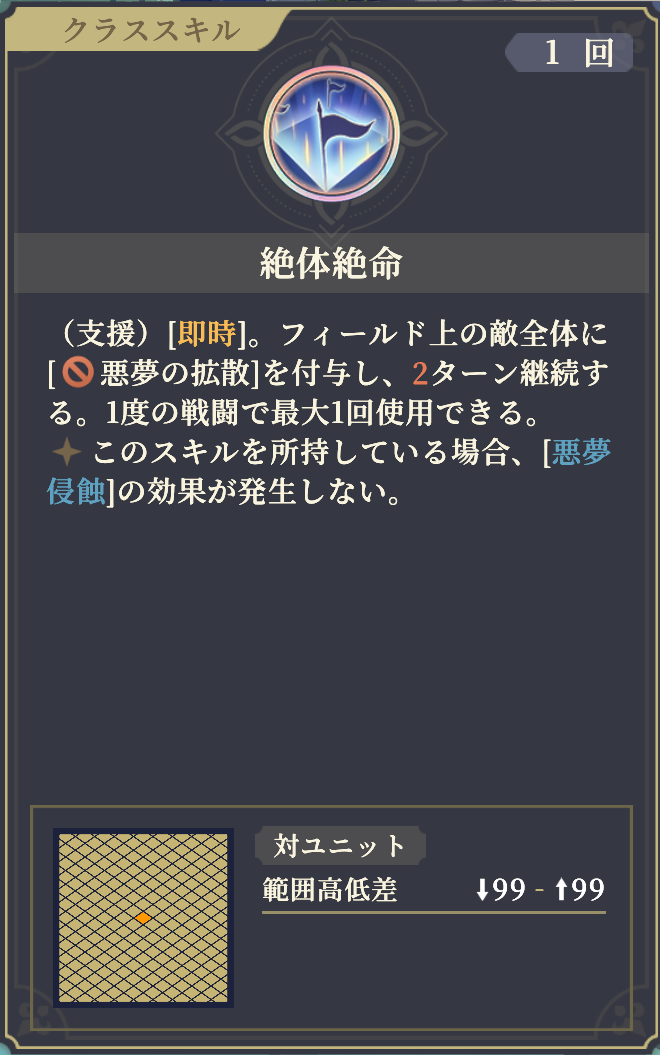 クラススキル
1 回
絶体絶命
（支援）[即時]。フィールド上の敵全体に
[🚫悪夢の拡散]を付与し、2ターン継続す
る。1度の戦闘で最大1回使用できる。
✦このスキルを所持している場合、[悪夢
侵蝕]の効果が発生しない。
対ユニット
範囲高低差 ⬇99 - ⬆99